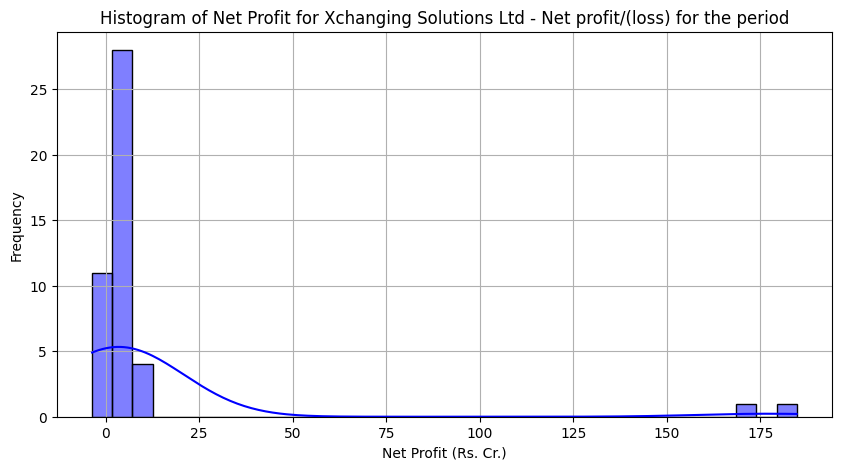 Histogram of Net Profit for Xchanging Solutions Ltd - Net profit/(loss) for the period
Frequency
25
20
15
10
5
0
0 25 50 75 100 125 150 175
Net Profit (Rs. Cr.)